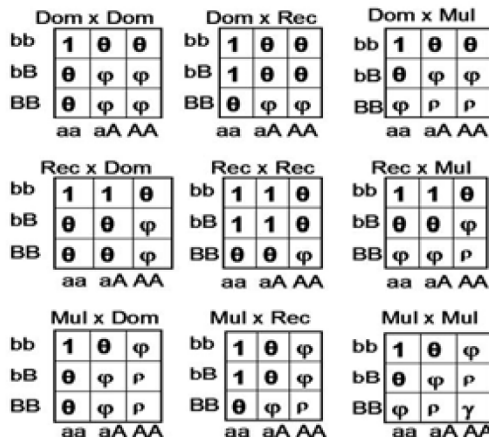 Dom x Dom Dom x Rec Dom x Mul
bb 1 θ θ bb 1 θ θ bb 1 θ θ
bB θ φ φ bB 1 θ θ bB θ φ φ
BB θ φ φ BB θ φ φ BB φ ρ ρ
aa aA AA aa aA AA aa aA AA
Rec x Dom Rec x Rec Rec x Mul
bb 1 1 θ bb 1 1 θ bb 1 1 θ
bB θ θ φ bB 1 1 θ bB θ θ φ
BB θ θ φ BB θ θ φ BB φ φ ρ
aa aA AA aa aA AA aa aA AA
Mul x Dom Mul x Rec Mul x Mul
bb 1 θ φ bb 1 θ φ bb 1 θ φ
bB θ φ ρ bB 1 θ φ bB θ φ ρ
BB θ φ ρ BB θ φ ρ BB φ ρ γ
aa aA AA aa aA AA aa aA AA